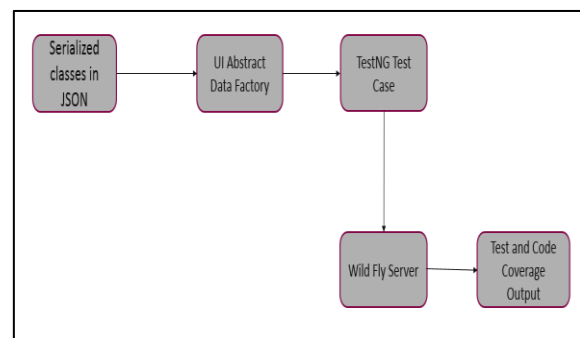 Serialized
classes in
JSON
UI Abstract
Data Factory
TestNG Test
Case
Wild Fly Server
Test and Code
Coverage
Output